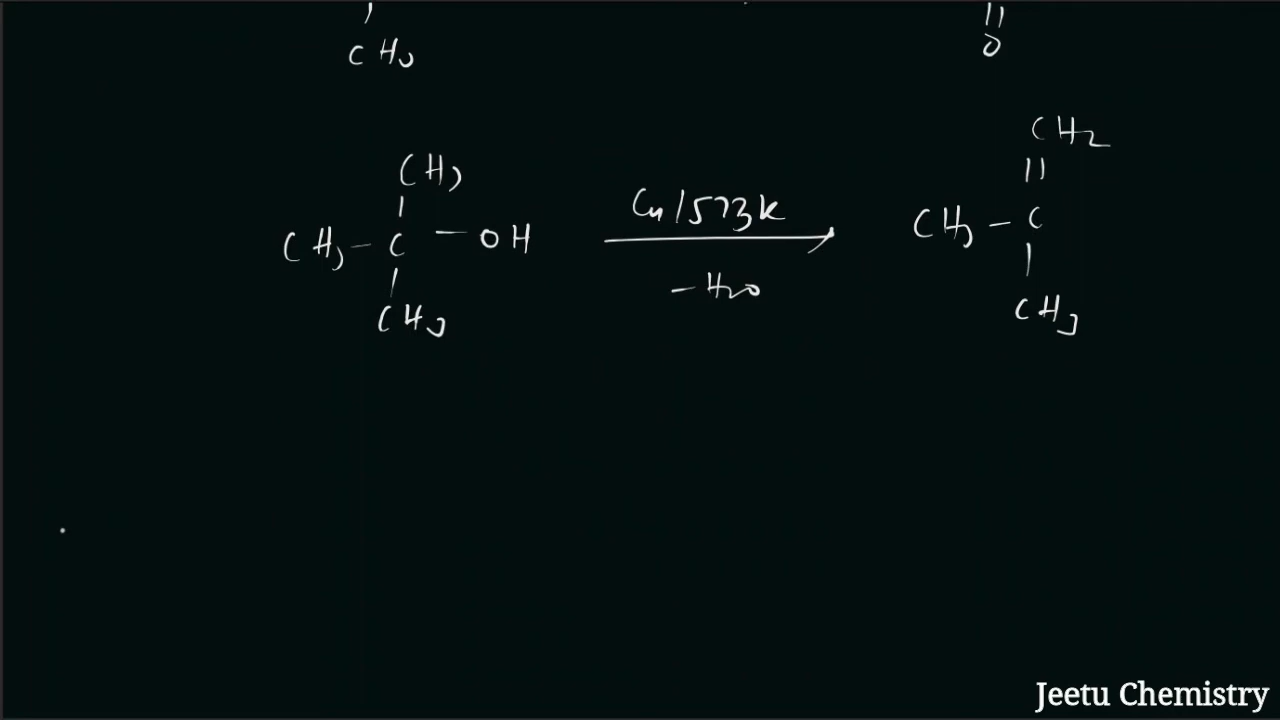 CH3 O
CH3 CH2
CH3 - C - OH Cu/573K CH3 - C
- H2O
CH3 CH3
Jeetu Chemistry